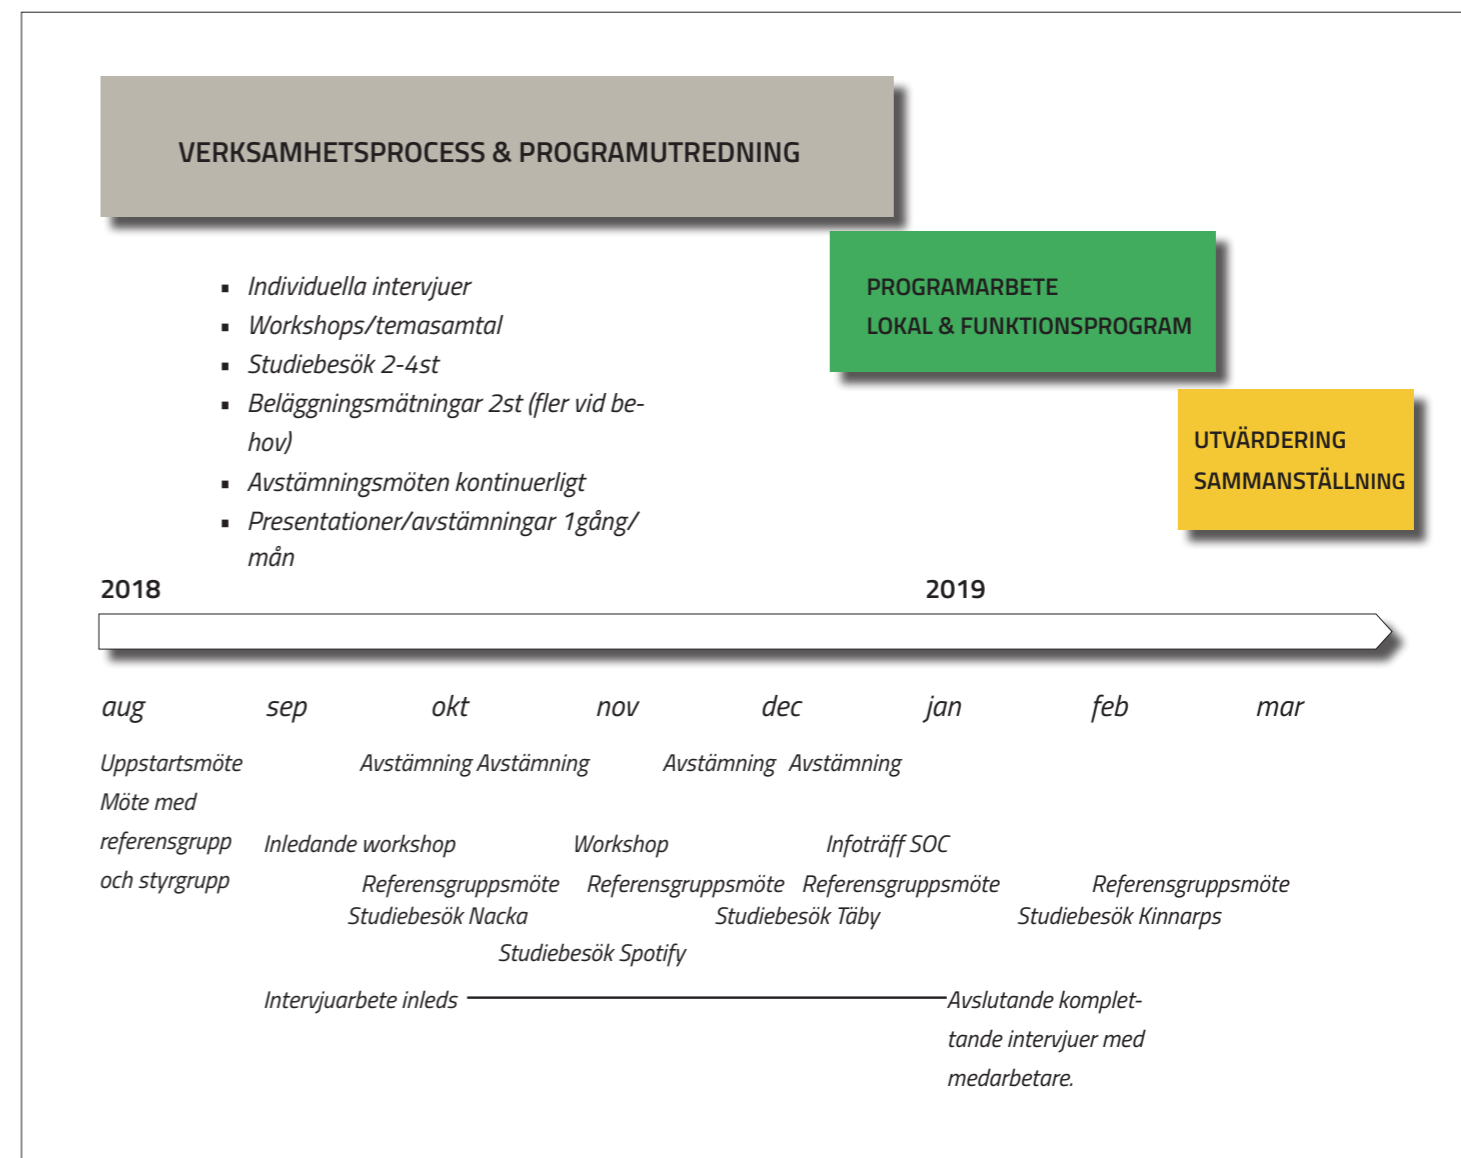 VERKSAMHETSPROCESS & PROGRAMUTREDNING
PROGRAMARBETE
LOKAL & FUNKTIONSPROGRAM
UTVÄRDERING
SAMMANSTÄLLNING
▪ Individuella intervjuer
▪ Workshops/temasamtal
▪ Studiebesök 2-4st
▪ Beläggningsmätningar 2st (fler vid be-
hov)
▪ Avstämningsmöten kontinuerligt
▪ Presentationer/avstämningar 1gång/
mån
2018 2019
aug sep okt nov dec jan feb mar
Uppstartsmöte
Möte med
referensgrupp
och styrgrupp
Avstämning Avstämning Avstämning Avstämning
Inledande workshop Workshop Infoträff SOC
Referensgruppsmöte Referensgruppsmöte Referensgruppsmöte Referensgruppsmöte
Studiebesök Nacka Studiebesök Täby Studiebesök Kinnarps
Studiebesök Spotify
Intervjuarbete inleds Avslutande komplet-
tande intervjuer med
medarbetare.